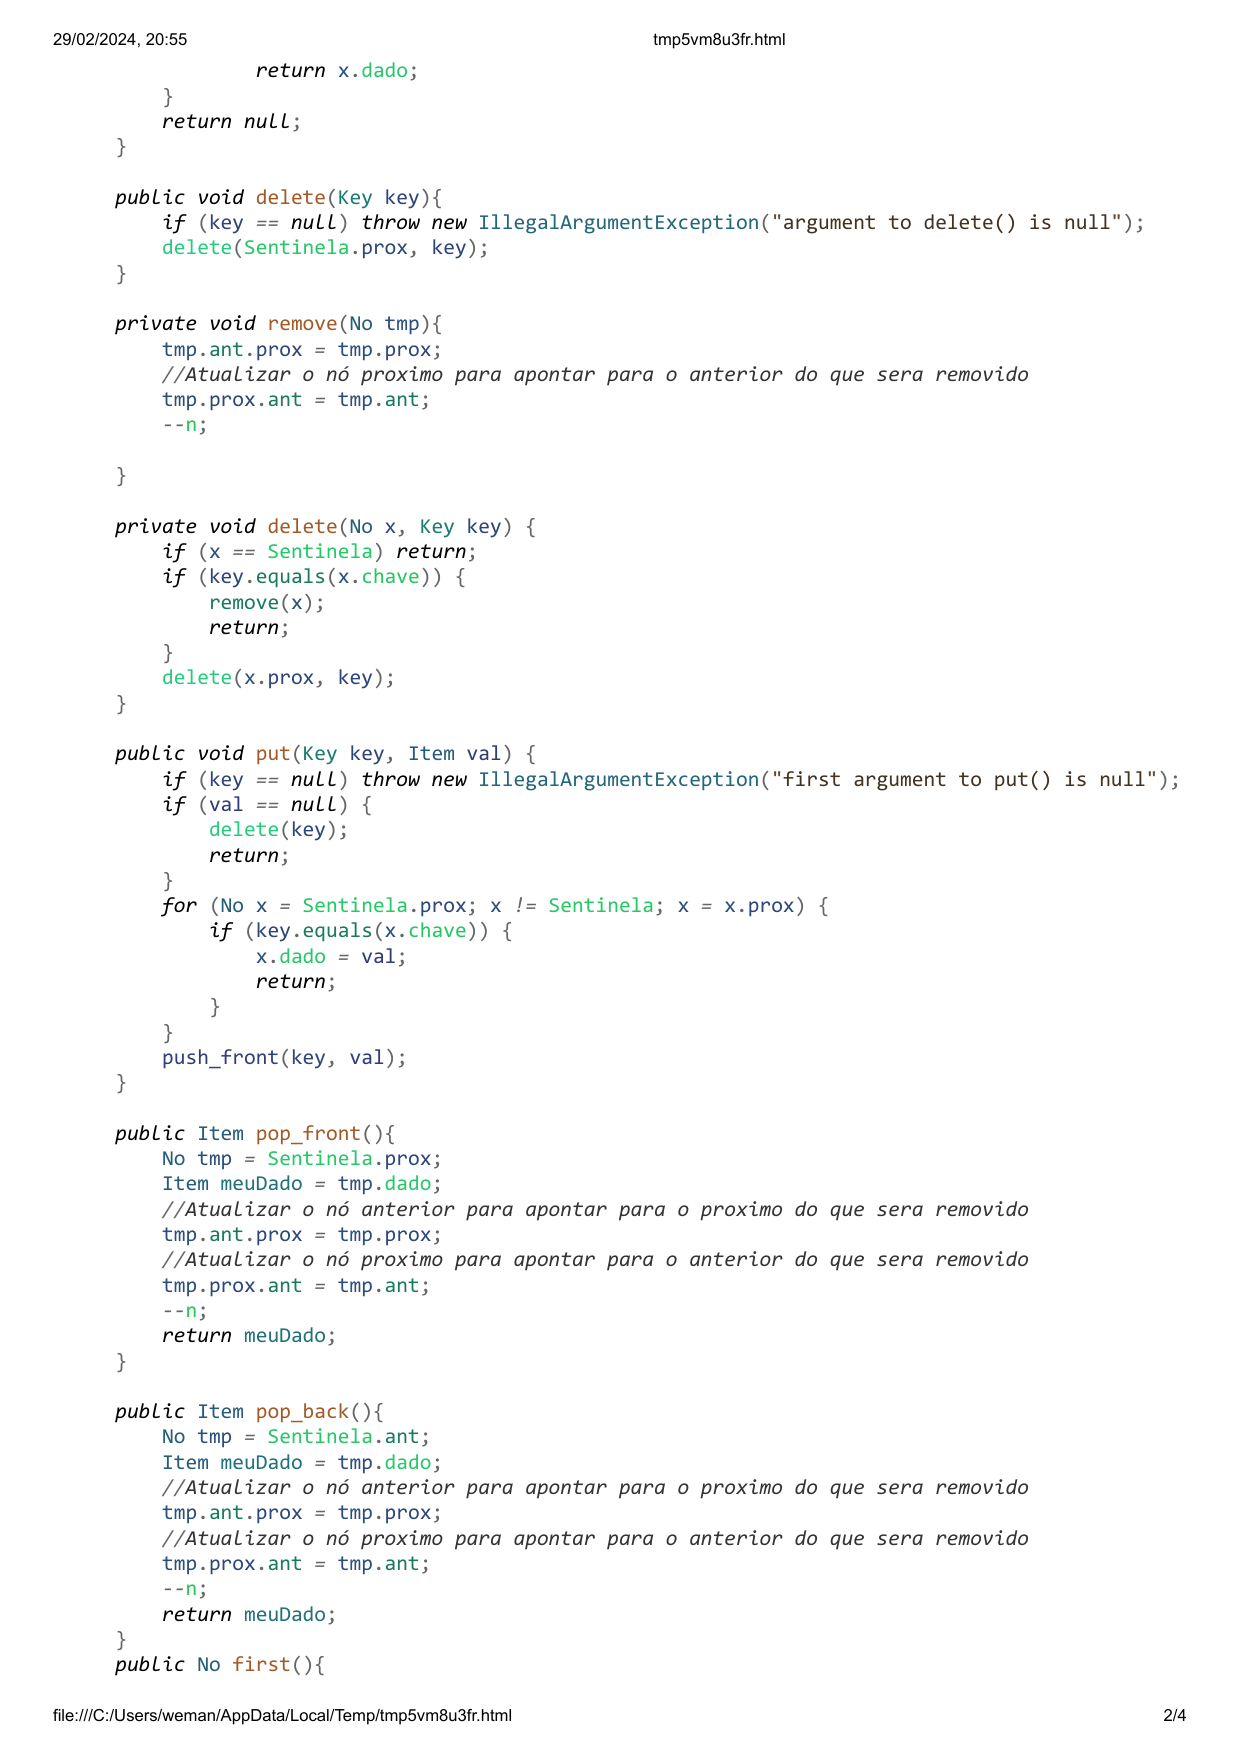 29/02/2024, 20:55 tmp5vm8u3fr.html
return x.dado;
}
return null;
}
public void delete(Key key){
if (key == null) throw new IllegalArgumentException("argument to delete() is null");
delete(Sentinela.prox, key);
}
private void remove(No tmp){
tmp.ant.prox = tmp.prox;
//Atualizar o nó proximo para apontar para o anterior do que sera removido
tmp.prox.ant = tmp.ant;
--n;
}
private void delete(No x, Key key) {
if (x == Sentinela) return;
if (key.equals(x.chave)) {
remove(x);
return;
}
delete(x.prox, key);
}
public void put(Key key, Item val) {
if (key == null) throw new IllegalArgumentException("first argument to put() is null");
if (val == null) {
delete(key);
return;
}
for (No x = Sentinela.prox; x != Sentinela; x = x.prox) {
if (key.equals(x.chave)) {
x.dado = val;
return;
}
}
push_front(key, val);
}
public Item pop_front(){
No tmp = Sentinela.prox;
Item meuDado = tmp.dado;
//Atualizar o nó anterior para apontar para o proximo do que sera removido
tmp.ant.prox = tmp.prox;
//Atualizar o nó proximo para apontar para o anterior do que sera removido
tmp.prox.ant = tmp.ant;
--n;
return meuDado;
}
public Item pop_back(){
No tmp = Sentinela.ant;
Item meuDado = tmp.dado;
//Atualizar o nó anterior para apontar para o proximo do que sera removido
tmp.ant.prox = tmp.prox;
//Atualizar o nó proximo para apontar para o anterior do que sera removido
tmp.prox.ant = tmp.ant;
--n;
return meuDado;
}
public No first(){
file:///C:/Users/weman/AppData/Local/Temp/tmp5vm8u3fr.html 2/4